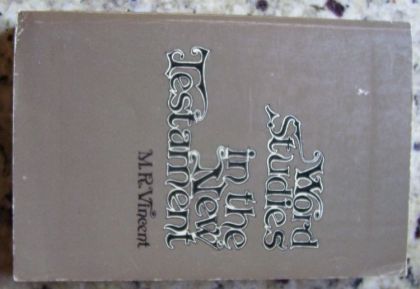 Word
Studies
in the
New
Testament
M.R. Vincent